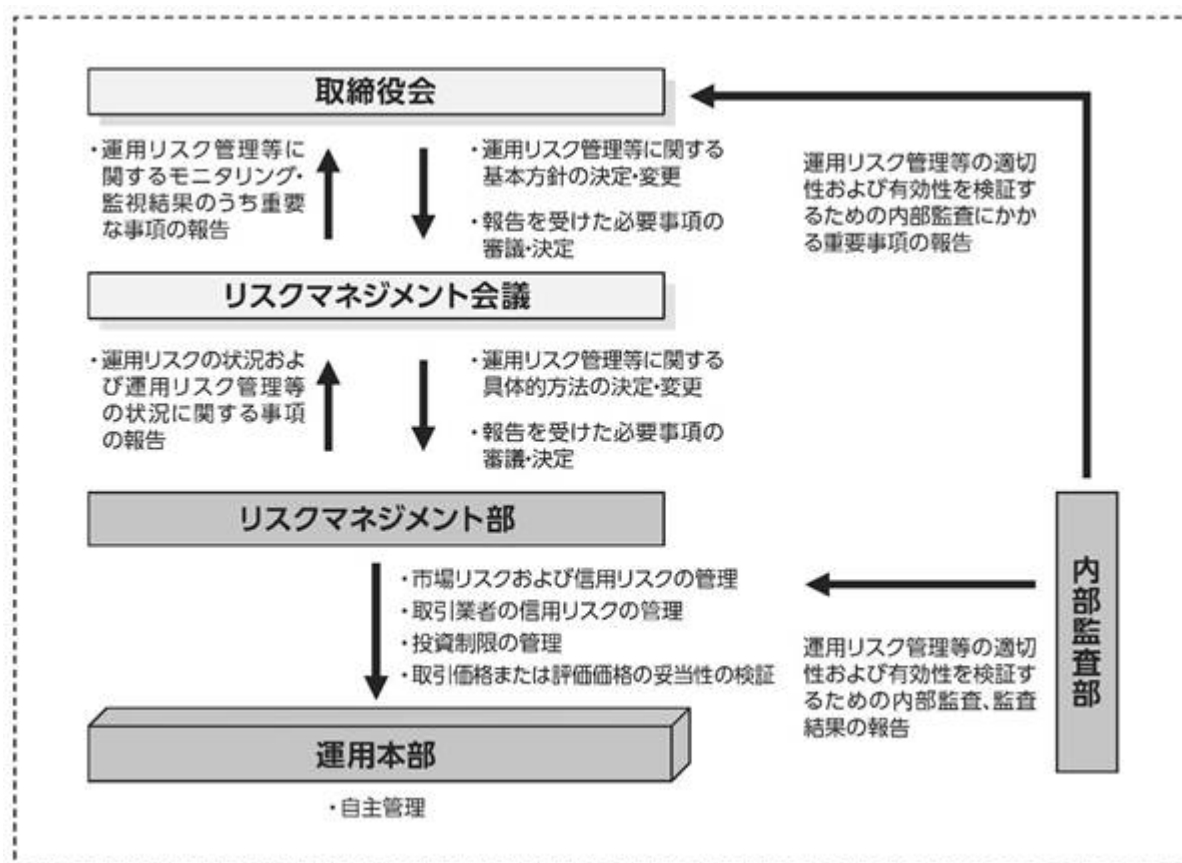 取締役会
・運用リスク管理等に
関するモニタリング・
監視結果のうち重要
な事項の報告
・運用リスク管理等に関する
基本方針の決定・変更
・報告を受けた必要事項の
審議・決定
運用リスク管理等の適切
性および有効性を検証す
るための内部監査にかか
る重要事項の報告
リスクマネジメント会議
・運用リスクの状況およ
び運用リスク管理等
の状況に関する事項
の報告
・運用リスク管理等に関する
具体的方法の決定・変更
・報告を受けた必要事項の
審議・決定
リスクマネジメント部
・市場リスクおよび信用リスクの管理
・取引業者の信用リスクの管理
・投資制限の管理
・取引価格または評価価格の妥当性の検証
内部監査部
運用リスク管理等の適切
性および有効性を検証す
るための内部監査、監査
結果の報告
運用本部
・自主管理